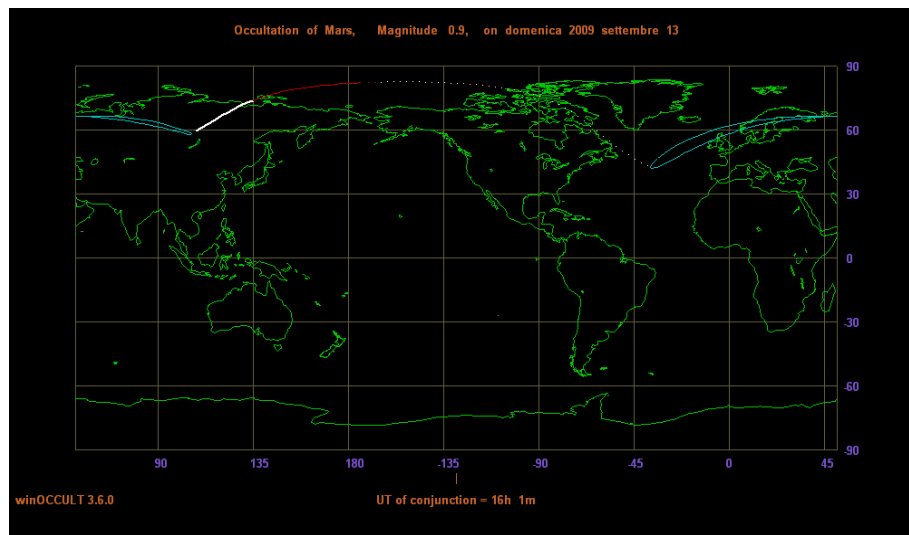 Occultation of Mars, Magnitude 0.9, on domenica 2009 settembre 13
90
60
30
0
-30
-60
-90
90 135 180 -135 -90 -45 0 45
winOCCULT 3.6.0 UT of conjunction = 16h 1m